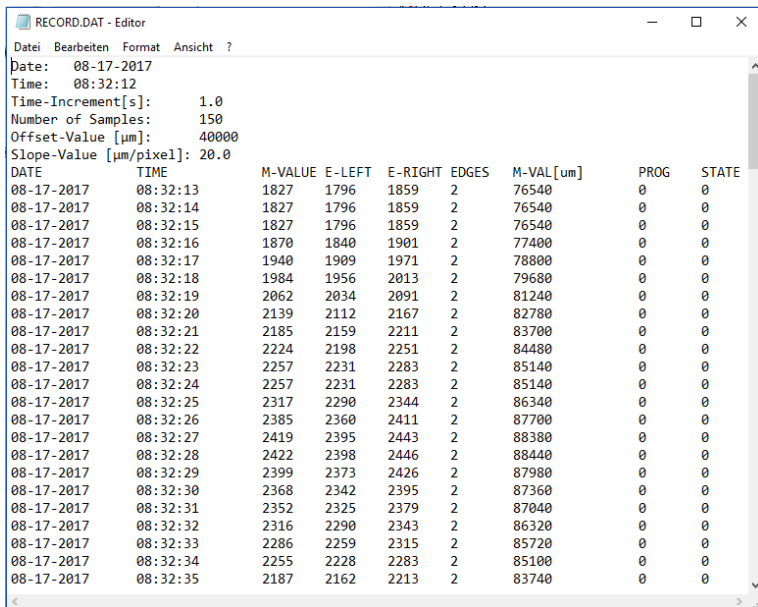 RECORD.DAT - Editor
Datei Bearbeiten Format Ansicht ?
Date: 08-17-2017
Time: 08:32:12
Time-Increment[s]: 1.0
Number of Samples: 150
Offset-Value [µm]: 40000
Slope-Value [µm/pixel]: 20.0
DATE TIME M-VALUE E-LEFT E-RIGHT EDGES M-VAL[um] PROG STATE
08-17-2017 08:32:13 1827 1796 1859 2 76540 0 0
08-17-2017 08:32:14 1827 1796 1859 2 76540 0 0
08-17-2017 08:32:15 1827 1796 1859 2 76540 0 0
08-17-2017 08:32:16 1870 1840 1901 2 77400 0 0
08-17-2017 08:32:17 1940 1909 1971 2 78800 0 0
08-17-2017 08:32:18 1984 1956 2013 2 79680 0 0
08-17-2017 08:32:19 2062 2034 2091 2 81240 0 0
08-17-2017 08:32:20 2139 2112 2167 2 82780 0 0
08-17-2017 08:32:21 2185 2159 2211 2 83700 0 0
08-17-2017 08:32:22 2224 2198 2251 2 84480 0 0
08-17-2017 08:32:23 2257 2231 2283 2 85140 0 0
08-17-2017 08:32:24 2257 2231 2283 2 85140 0 0
08-17-2017 08:32:25 2317 2290 2344 2 86340 0 0
08-17-2017 08:32:26 2385 2360 2411 2 87700 0 0
08-17-2017 08:32:27 2419 2395 2443 2 88380 0 0
08-17-2017 08:32:28 2422 2398 2446 2 88440 0 0
08-17-2017 08:32:29 2399 2373 2426 2 87980 0 0
08-17-2017 08:32:30 2368 2342 2395 2 87360 0 0
08-17-2017 08:32:31 2352 2325 2379 2 87040 0 0
08-17-2017 08:32:32 2316 2290 2343 2 86320 0 0
08-17-2017 08:32:33 2286 2259 2315 2 85720 0 0
08-17-2017 08:32:34 2255 2228 2283 2 85100 0 0
08-17-2017 08:32:35 2187 2162 2213 2 83740 0 0